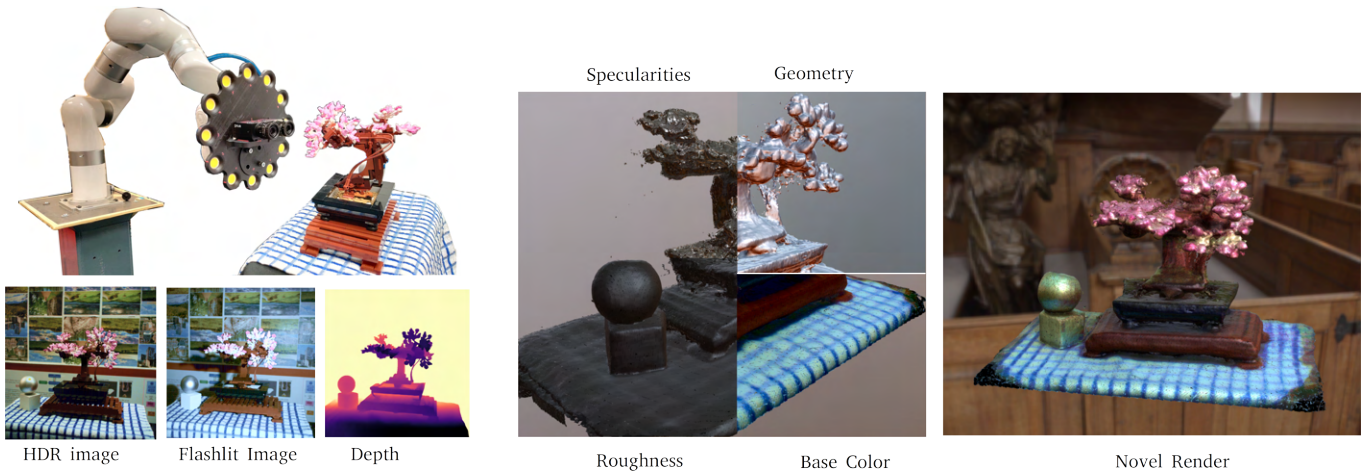 Specularities
Geometry
HDR image
Flashlit Image
Depth
Roughness
Base Color
Novel Render